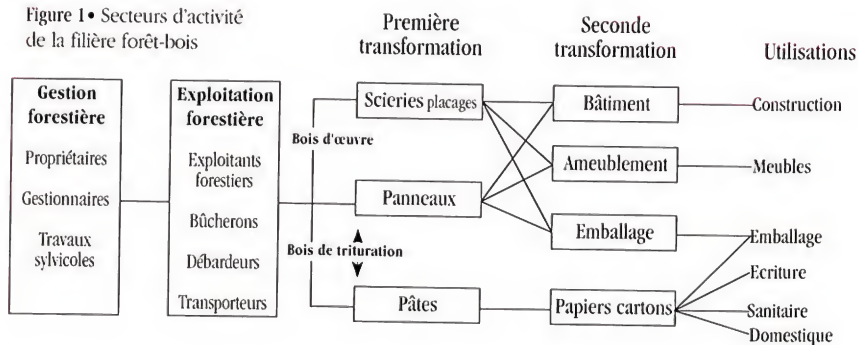 Figure 1• Secteurs d'activité
de la filière forêt-bois
Première
transformation
Seconde
transformation
Utilisations
Gestion
forestière
Propriétaires
Gestionnaires
Travaux
sylvicoles
Exploitation
forestière
Exploitants
forestiers
Bûcherons
Débardeurs
Transporteurs
Bois d'œuvre
Bois de trituration
Scieries placages
Panneaux
Pâtes
Bâtiment
Ameublement
Emballage
Papiers cartons
Construction
Meubles
Emballage
Ecriture
Sanitaire
Domestique